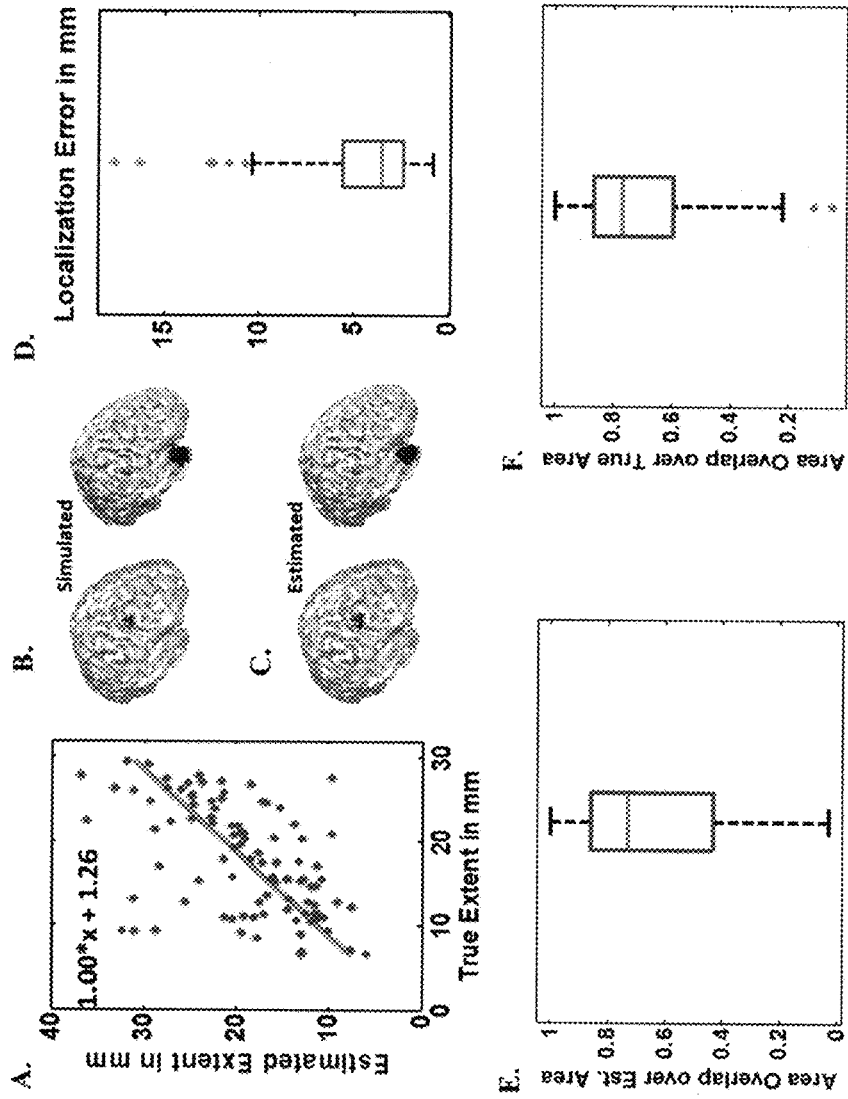 A.
1.00*x + 1.26
Estimated Extent in mm
40
30
20
10
0
0
10
20
30
True Extent in mm
B.
Simulated
C.
Estimated
D.
Localization Error in mm
15
10
5
0
E.
Area Overlap over Est. Area
1
0.8
0.6
0.4
0.2
0
F.
Area Overlap over True Area
1
0.8
0.6
0.4
0.2